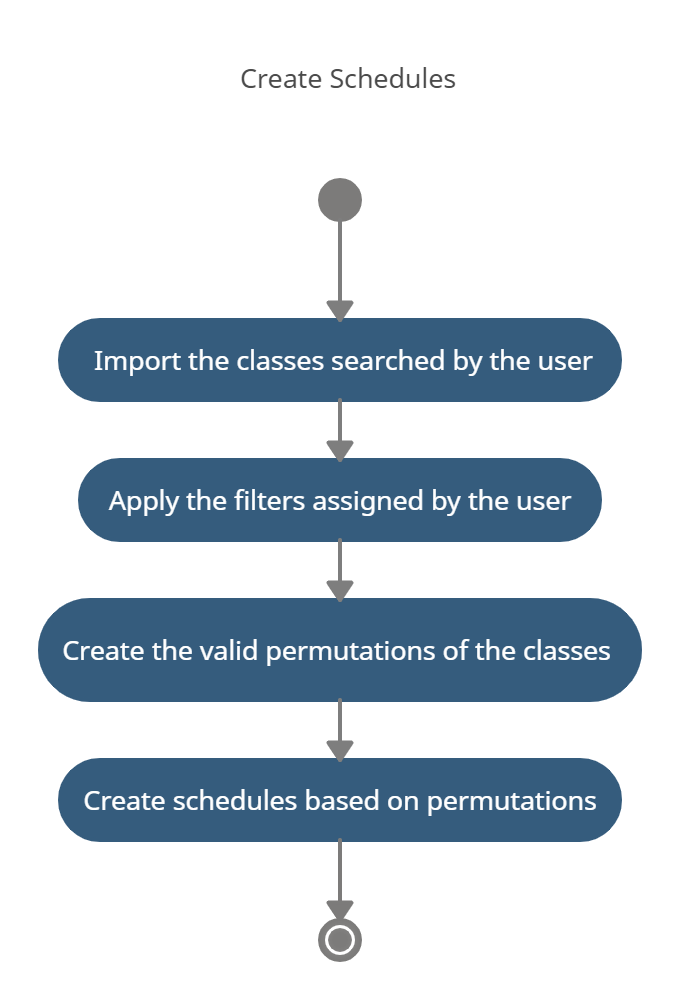 Create Schedules
Import the classes searched by the user
Apply the filters assigned by the user
Create the valid permutations of the classes
Create schedules based on permutations